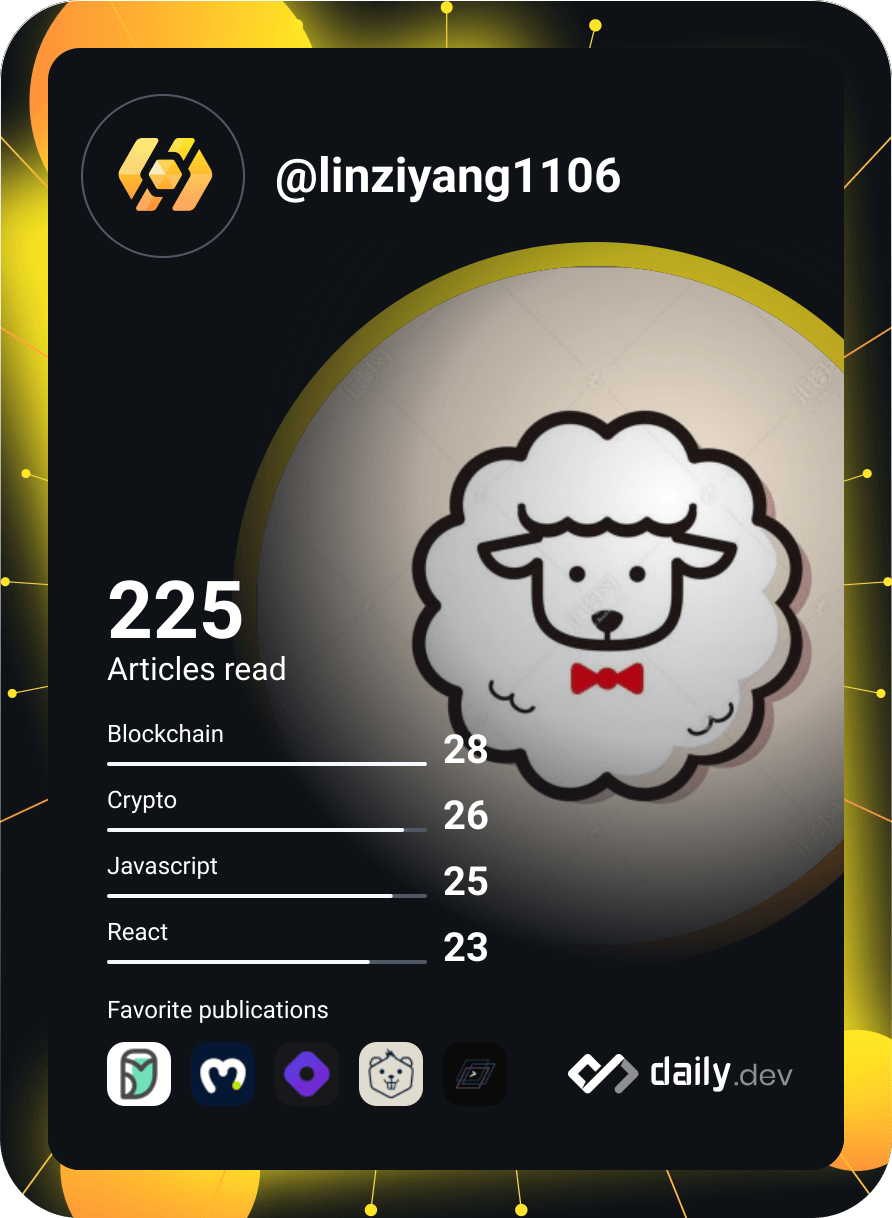 @linziyang1106
225
Articles read
Blockchain
28
Crypto
26
Javascript
25
React
23
Favorite publications
daily.dev